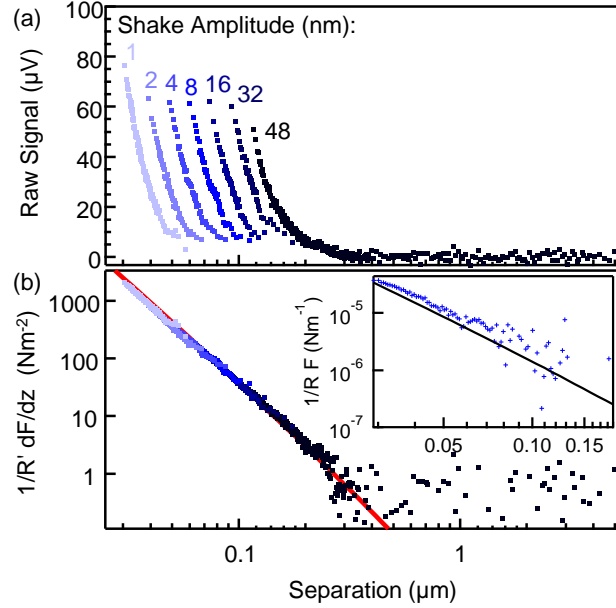 (a)
Shake Amplitude (nm):
1
2 4 8 16 32
48
100
80
60
40
20
0
Raw Signal (µV)
(b)
1000
100
10
1
1/R' dF/dz (Nm⁻²)
10⁻⁵
10⁻⁶
10⁻⁷
1/R F (Nm⁻¹)
0.05 0.10 0.15
0.1 1
Separation (µm)